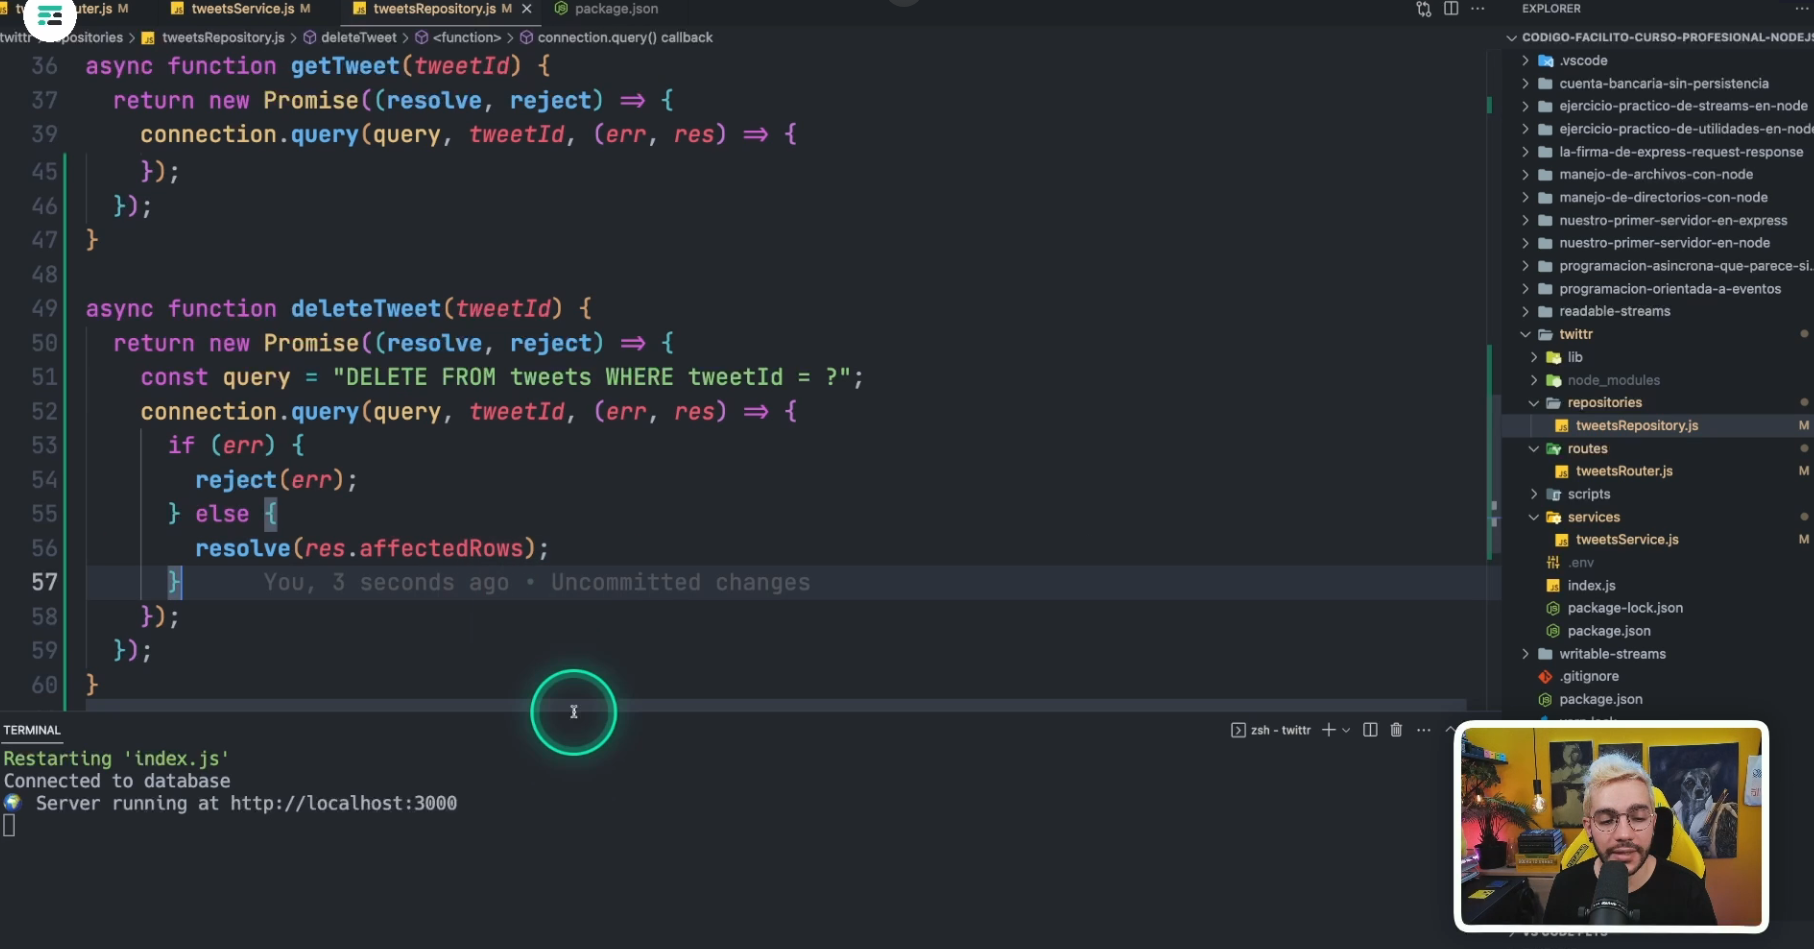 uter.js M
tweetsService.js M
tweetsRepository.js M
package.json
twittr
ositories > tweetsRepository.js > deleteTweet > <function> > connection.query() callback
36 async function getTweet(tweetId) {
37 return new Promise((resolve, reject) => {
39 connection.query(query, tweetId, (err, res) => {
45 });
46 });
47 }
48
49 async function deleteTweet(tweetId) {
50 return new Promise((resolve, reject) => {
51 const query = "DELETE FROM tweets WHERE tweetId = ?";
52 connection.query(query, tweetId, (err, res) => {
53 if (err) {
54 reject(err);
55 } else {
56 resolve(res.affectedRows);
57 } You, 3 seconds ago • Uncommitted changes
58 });
59 });
60 }
TERMINAL
zsh - twittr
Restarting 'index.js'
Connected to database
Server running at http://localhost:3000
EXPLORER
CODIGO-FACILITO-CURSO-PROFESIONAL-NODEJS
.vscode
cuenta-bancaria-sin-persistencia
ejercicio-practico-de-streams-en-node
ejercicio-practico-de-utilidades-en-node
la-firma-de-express-request-response
manejo-de-archivos-con-node
manejo-de-directorios-con-node
nuestro-primer-servidor-en-express
nuestro-primer-servidor-en-node
programacion-asincrona-que-parece-si...
programacion-orientada-a-eventos
readable-streams
twittr
lib
node_modules
repositories
tweetsRepository.js M
routes
tweetsRouter.js M
scripts
services
tweetsService.js M
.env
index.js
package-lock.json
package.json
writable-streams
.gitignore
package.json